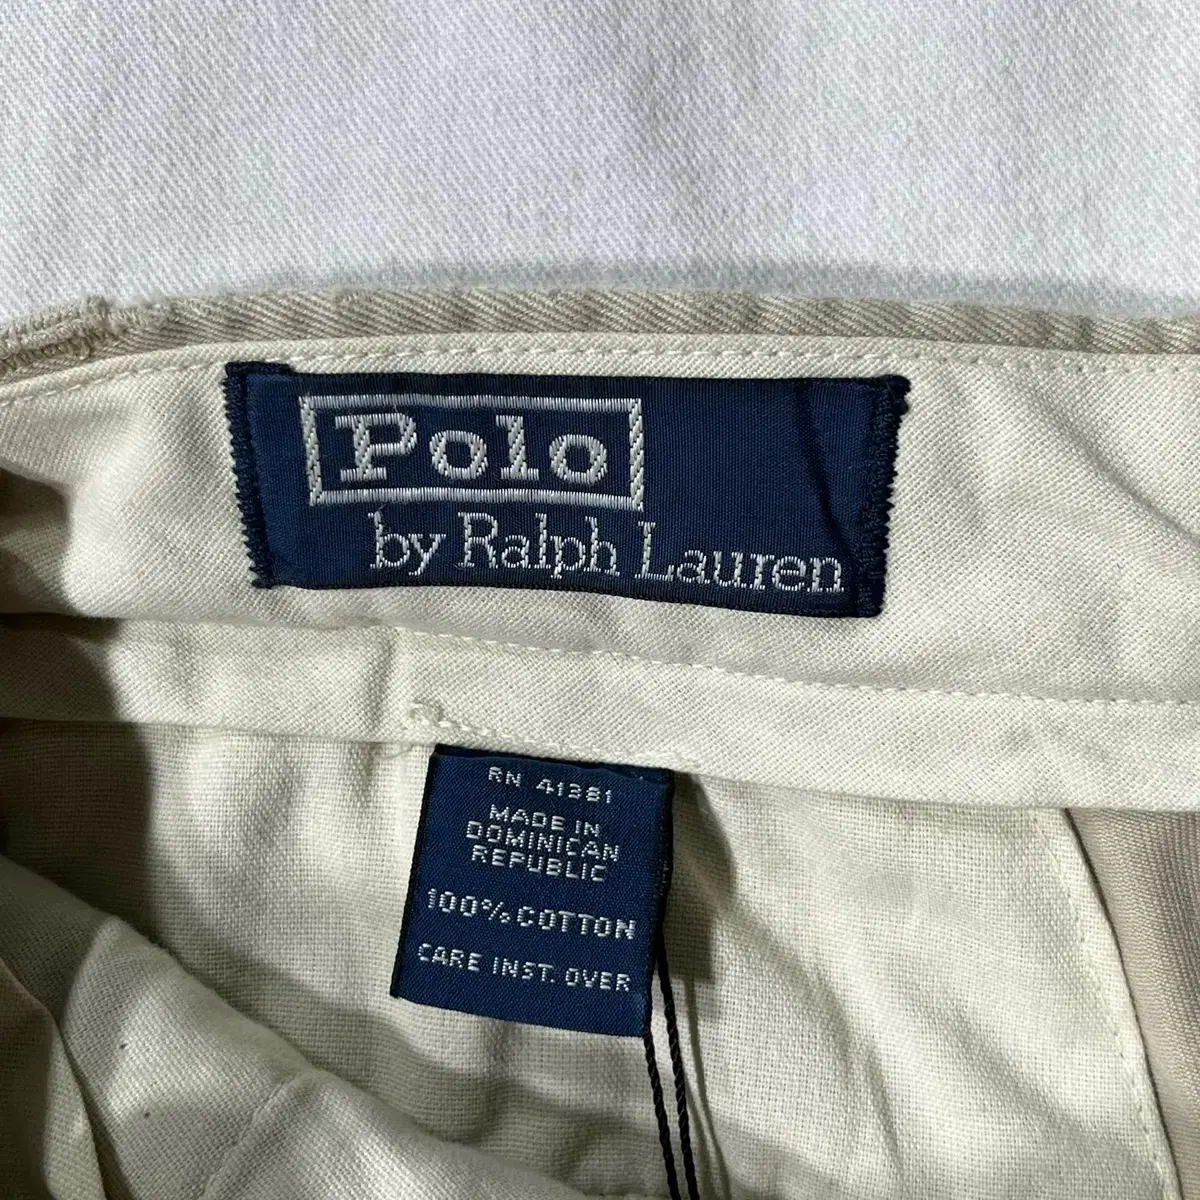 Polo
by Ralph Lauren
RN 41381
MADE IN
DOMINICAN
REPUBLIC
100% COTTON
CARE INST. OVER